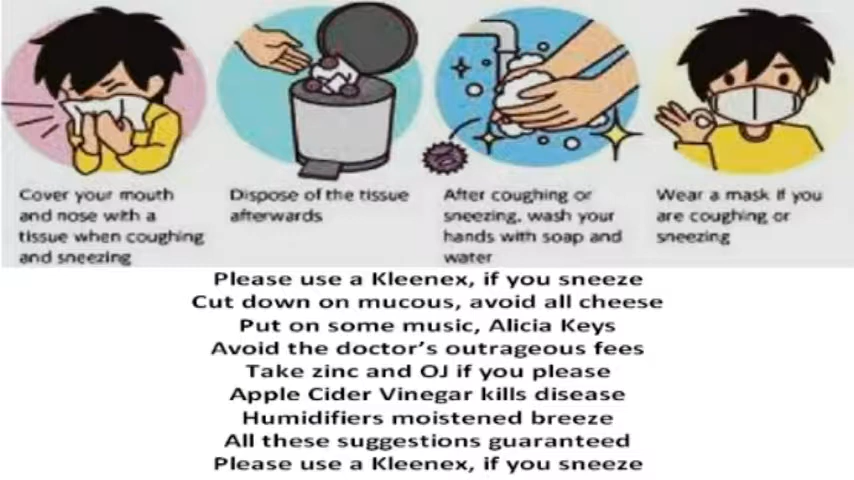 Cover your mouth
and nose with a
tissue when coughing
and sneezing
Dispose of the tissue
afterwards
After coughing or
sneezing, wash your
hands with soap and
water
Wear a mask if you
are coughing or
sneezing
Please use a Kleenex, if you sneeze
Cut down on mucous, avoid all cheese
Put on some music, Alicia Keys
Avoid the doctor’s outrageous fees
Take zinc and OJ if you please
Apple Cider Vinegar kills disease
Humidifiers moistened breeze
All these suggestions guaranteed
Please use a Kleenex, if you sneeze